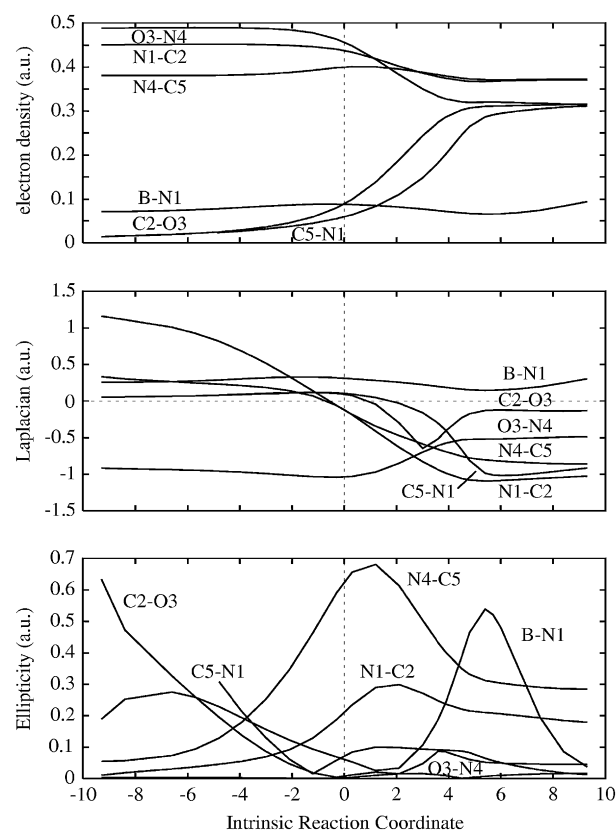 0.5
O3-N4
0.4
N1-C2
N4-C5
0.3
0.2
B-N1
0.1
C2-O3
C5-N1
0
electron density (a.u.)
1.5
1
0.5
B-N1
C2-O3
0
O3-N4
-0.5
N4-C5
-1
C5-N1
N1-C2
-1.5
Laplacian (a.u.)
0.7
N4-C5
0.6
C2-O3
0.5
B-N1
0.4
C5-N1
N1-C2
0.3
0.2
0.1
O3-N4
0
Ellipticity (a.u.)
-10 -8 -6 -4 -2 0 2 4 6 8 10
Intrinsic Reaction Coordinate